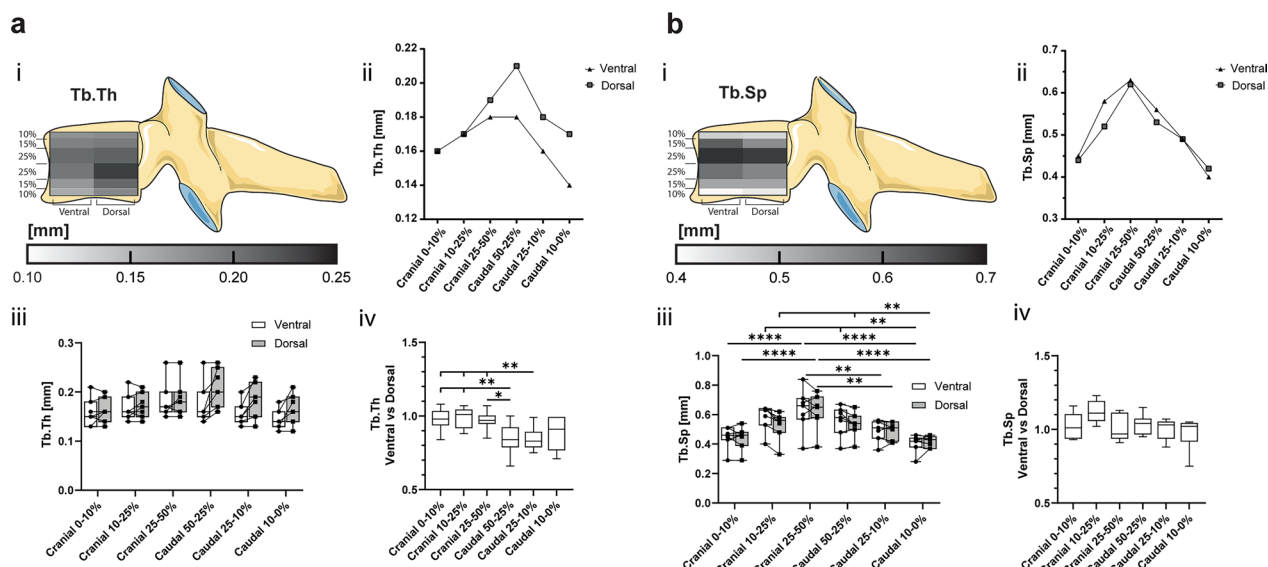 a
i
Tb.Th
10%
15%
25%
25%
15%
10%
Ventral
Dorsal
[mm]
0.10
0.15
0.20
0.25
ii
0.22
0.20
0.18
0.16
0.14
0.12
Tb.Th [mm]
Ventral
Dorsal
Cranial 0-10%
Cranial 10-25%
Cranial 25-50%
Caudal 50-25%
Caudal 25-10%
Caudal 10-0%
iii
Ventral
Dorsal
0.3
0.2
0.1
0.0
Tb.Th [mm]
Cranial 0-10%
Cranial 10-25%
Cranial 25-50%
Caudal 50-25%
Caudal 25-10%
Caudal 10-0%
iv
1.5
1.0
0.5
Tb.Th
Ventral vs Dorsal
**
**
*
Cranial 0-10%
Cranial 10-25%
Cranial 25-50%
Caudal 50-25%
Caudal 25-10%
Caudal 10-0%
b
i
Tb.Sp
10%
15%
25%
25%
15%
10%
Ventral
Dorsal
[mm]
0.4
0.5
0.6
0.7
ii
0.7
0.6
0.5
0.4
0.3
Tb.Sp [mm]
Ventral
Dorsal
Cranial 0-10%
Cranial 10-25%
Cranial 25-50%
Caudal 50-25%
Caudal 25-10%
Caudal 10-0%
iii
**
**
**** ****
**** ****
**
**
Ventral
Dorsal
1.0
0.8
0.6
0.4
0.2
0.0
Tb.Sp [mm]
Cranial 0-10%
Cranial 10-25%
Cranial 25-50%
Caudal 50-25%
Caudal 25-10%
Caudal 10-0%
iv
1.5
1.0
0.5
Tb.Sp
Ventral vs Dorsal
Cranial 0-10%
Cranial 10-25%
Cranial 25-50%
Caudal 50-25%
Caudal 25-10%
Caudal 10-0%